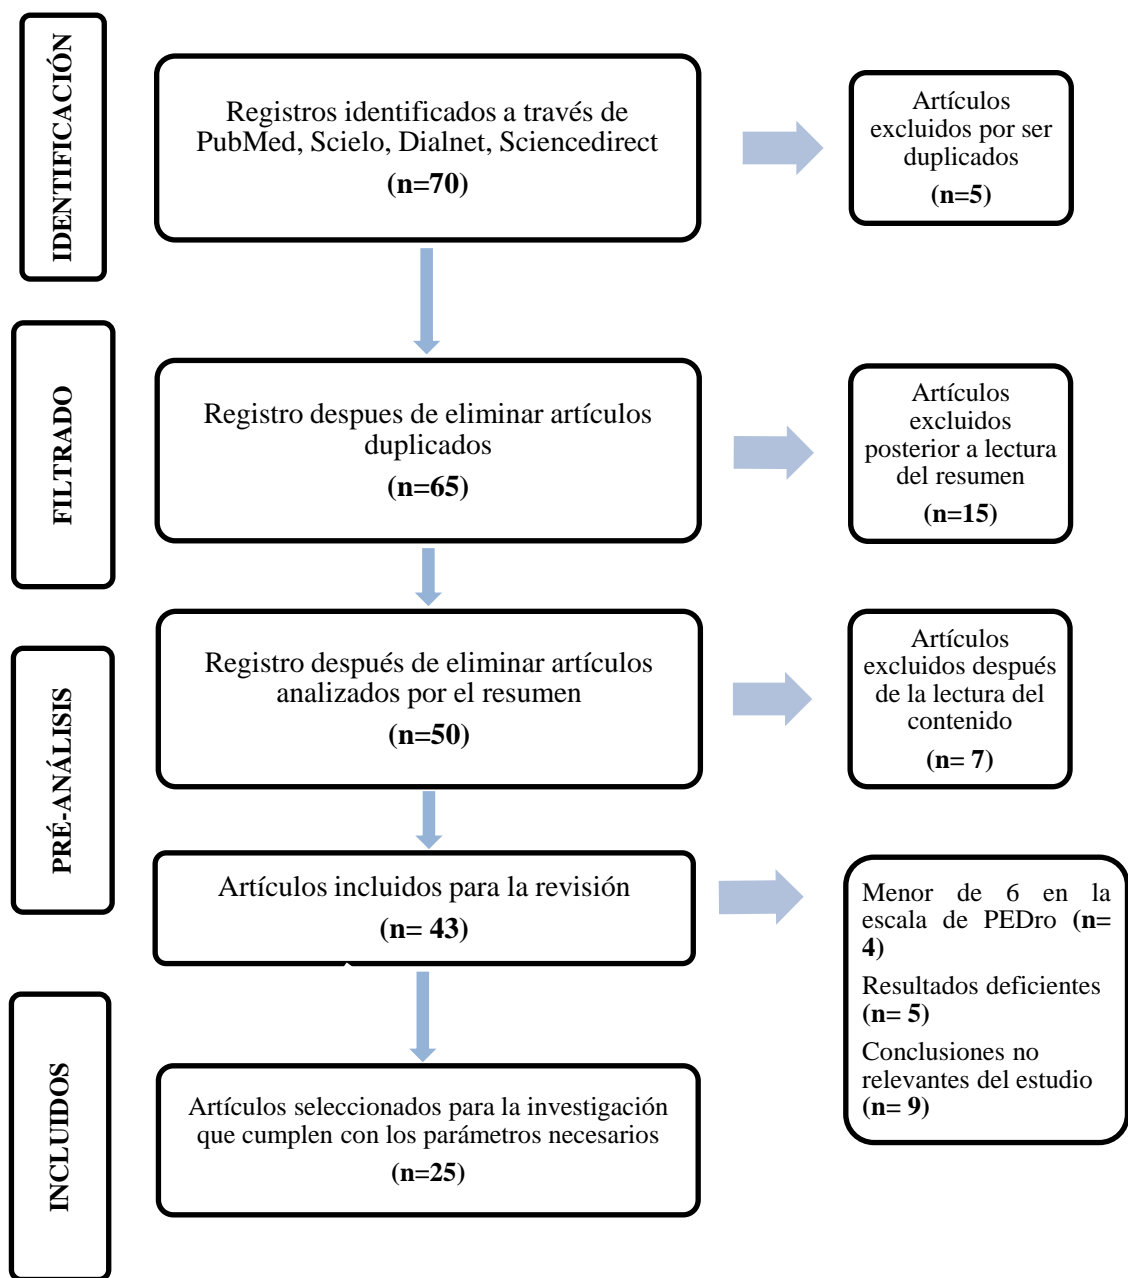 IDENTIFICACIÓN
Registros identificados a través de
PubMed, Scielo, Dialnet, Sciencedirect
(n=70)
Artículos
excluidos por ser
duplicados
(n=5)
FILTRADO
Registro despues de eliminar artículos
duplicados
(n=65)
Artículos
excluidos
posterior a lectura
del resumen
(n=15)
PRÉ-ANÁLISIS
Registro después de eliminar artículos
analizados por el resumen
(n=50)
Artículos
excluidos después
de la lectura del
contenido
(n= 7)
Artículos incluidos para la revisión
(n= 43)
Menor de 6 en la
escala de PEDro (n=
4)
Resultados deficientes
(n= 5)
Conclusiones no
relevantes del estudio
(n= 9)
INCLUIDOS
Artículos seleccionados para la investigación
que cumplen con los parámetros necesarios
(n=25)